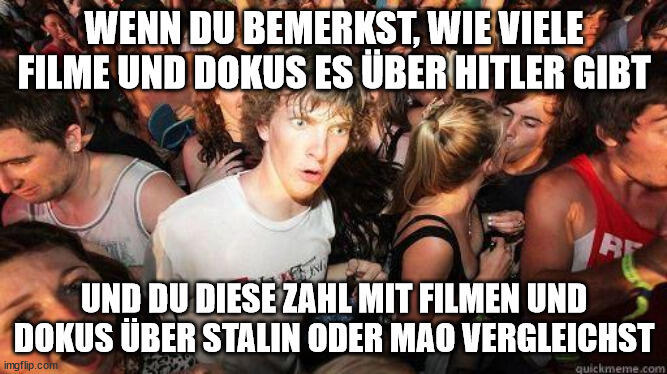 WENN DU BEMERKST, WIE VIELE
FILME UND DOKUS ES ÜBER HITLER GIBT
UND DU DIESE ZAHL MIT FILMEN UND
DOKUS ÜBER STALIN ODER MAO VERGLEICHST
imgflip.com
quickmeme.com